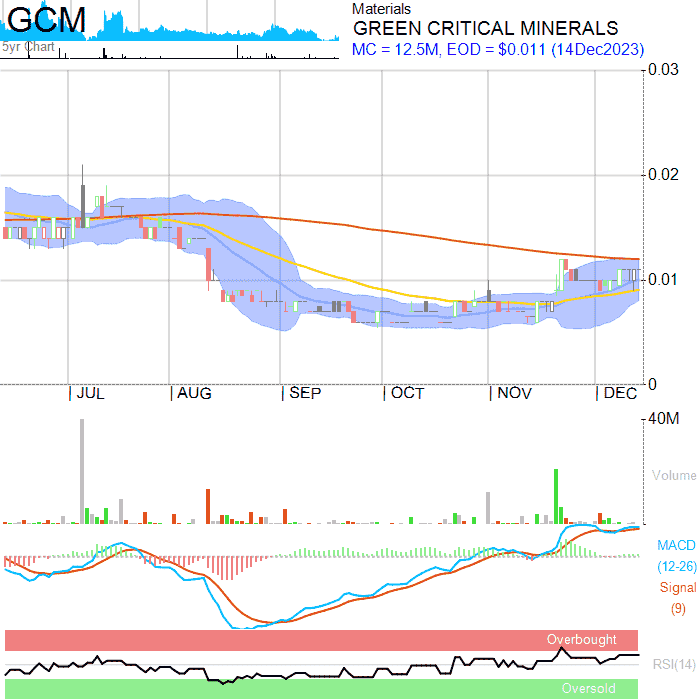 GCM
5yr Chart
Materials
GREEN CRITICAL MINERALS
MC = 12.5M, EOD = $0.011 (14Dec2023)
0.03
0.02
0.01
0
JUL AUG SEP OCT NOV DEC
40M
Volume
MACD
(12-26)
Signal
(9)
Overbought
RSI(14)
Oversold